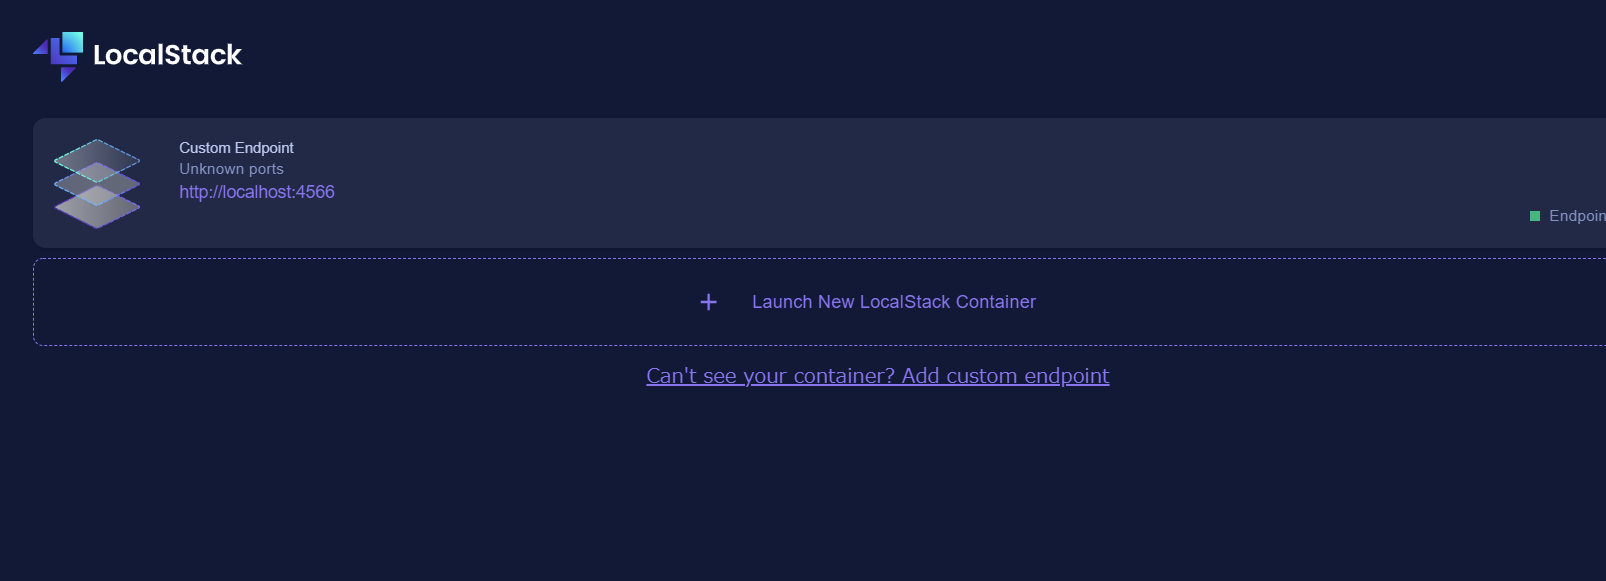 LocalStack
Custom Endpoint
Unknown ports
http://localhost:4566
Endpoin
+ Launch New LocalStack Container
Can't see your container? Add custom endpoint